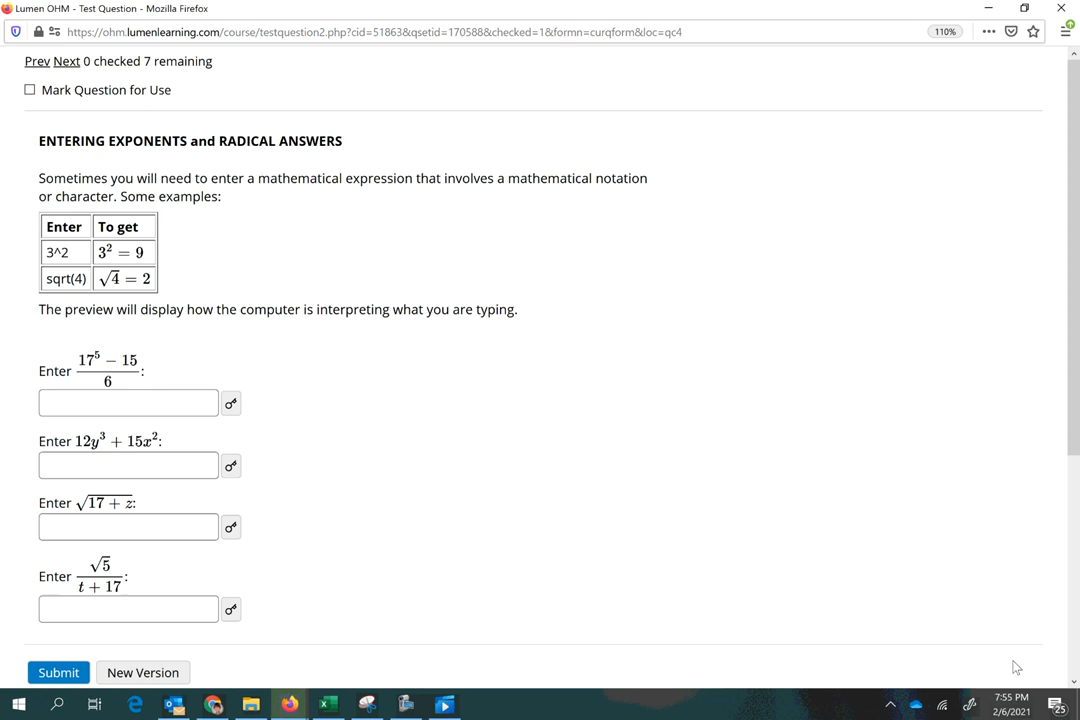 Lumen OHM - Test Question - Mozilla Firefox
https://ohm.lumenlearning.com/course/testquestion2.php?cid=51863&qsetid=170588&checked=1&formn=curqform&loc=qc4
110%
Prev Next 0 checked 7 remaining
Mark Question for Use
ENTERING EXPONENTS and RADICAL ANSWERS
Sometimes you will need to enter a mathematical expression that involves a mathematical notation
or character. Some examples:
Enter To get
3^2 3² = 9
sqrt(4) √4 = 2
The preview will display how the computer is interpreting what you are typing.
Enter (17⁵ − 15)/6 :
Enter 12y³ + 15x²:
Enter √(17 + z):
Enter √5/(t + 17) :
Submit New Version
7:55 PM
2/6/2021
25